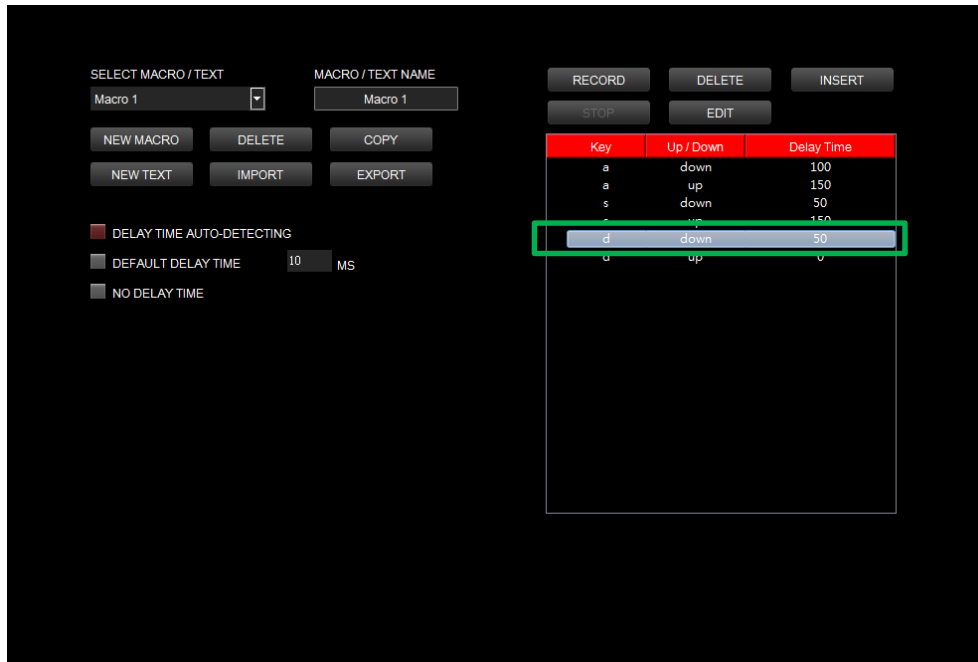 SELECT MACRO / TEXT
MACRO / TEXT NAME
Macro 1
Macro 1
NEW MACRO DELETE COPY
NEW TEXT IMPORT EXPORT
DELAY TIME AUTO-DETECTING
DEFAULT DELAY TIME 10 MS
NO DELAY TIME
RECORD DELETE INSERT
STOP EDIT
Key Up / Down Delay Time
a down 100
a up 150
s down 50
s up 150
d down 50
d up 0